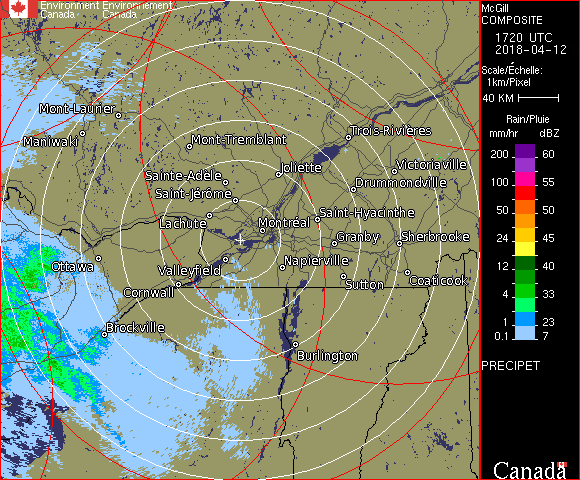 Environment Environnement
Canada Canada
McGill
COMPOSITE
1720 UTC
2018-04-12
Scale/Échelle:
1km/Pixel
40 KM
Rain/Pluie
mm/hr dBZ
200 60
100 55
75 53
50 50
24 45
12 40
4 33
1 23
0.1 7
PRECIPET
Canada
Mont-Laurier
Maniwaki
Mont-Tremblant
Trois-Rivières
Joliette
Victoriaville
Sainte-Adèle
Drummondville
Saint-Jérôme
Saint-Hyacinthe
Lachute
Montréal
Granby
Sherbrooke
Ottawa
Valleyfield
Napierville
Sutton
Coaticook
Cornwall
Brockville
Burlington